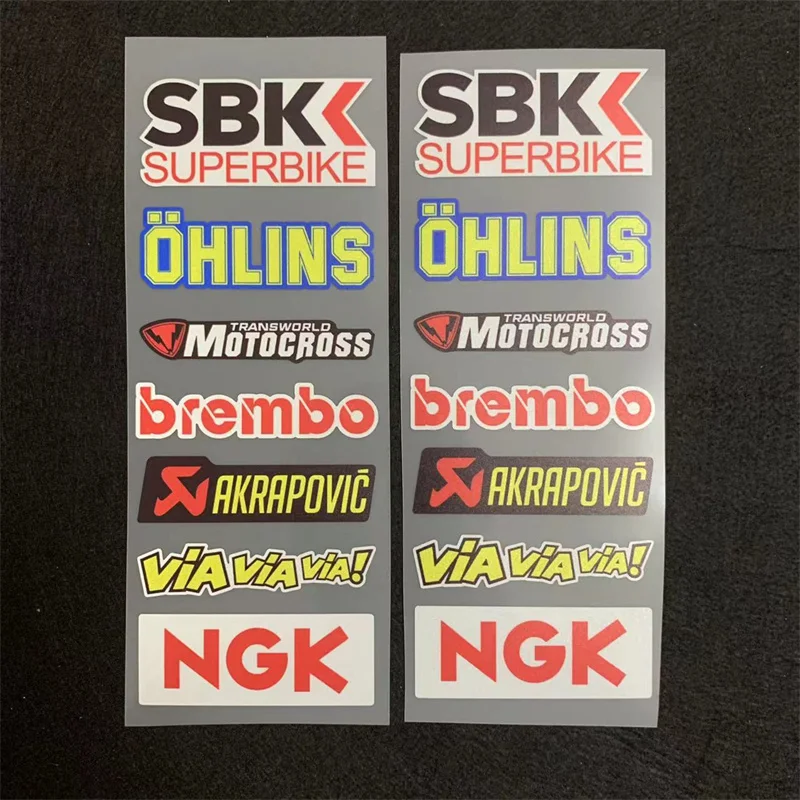 SBK
SUPERBIKE
ÖHLINS
TRANSWORLD
MOTOCROSS
brembo
AKRAPOVIČ
ViA ViA ViA!
NGK
SBK
SUPERBIKE
ÖHLINS
TRANSWORLD
MOTOCROSS
brembo
AKRAPOVIČ
ViA ViA ViA!
NGK